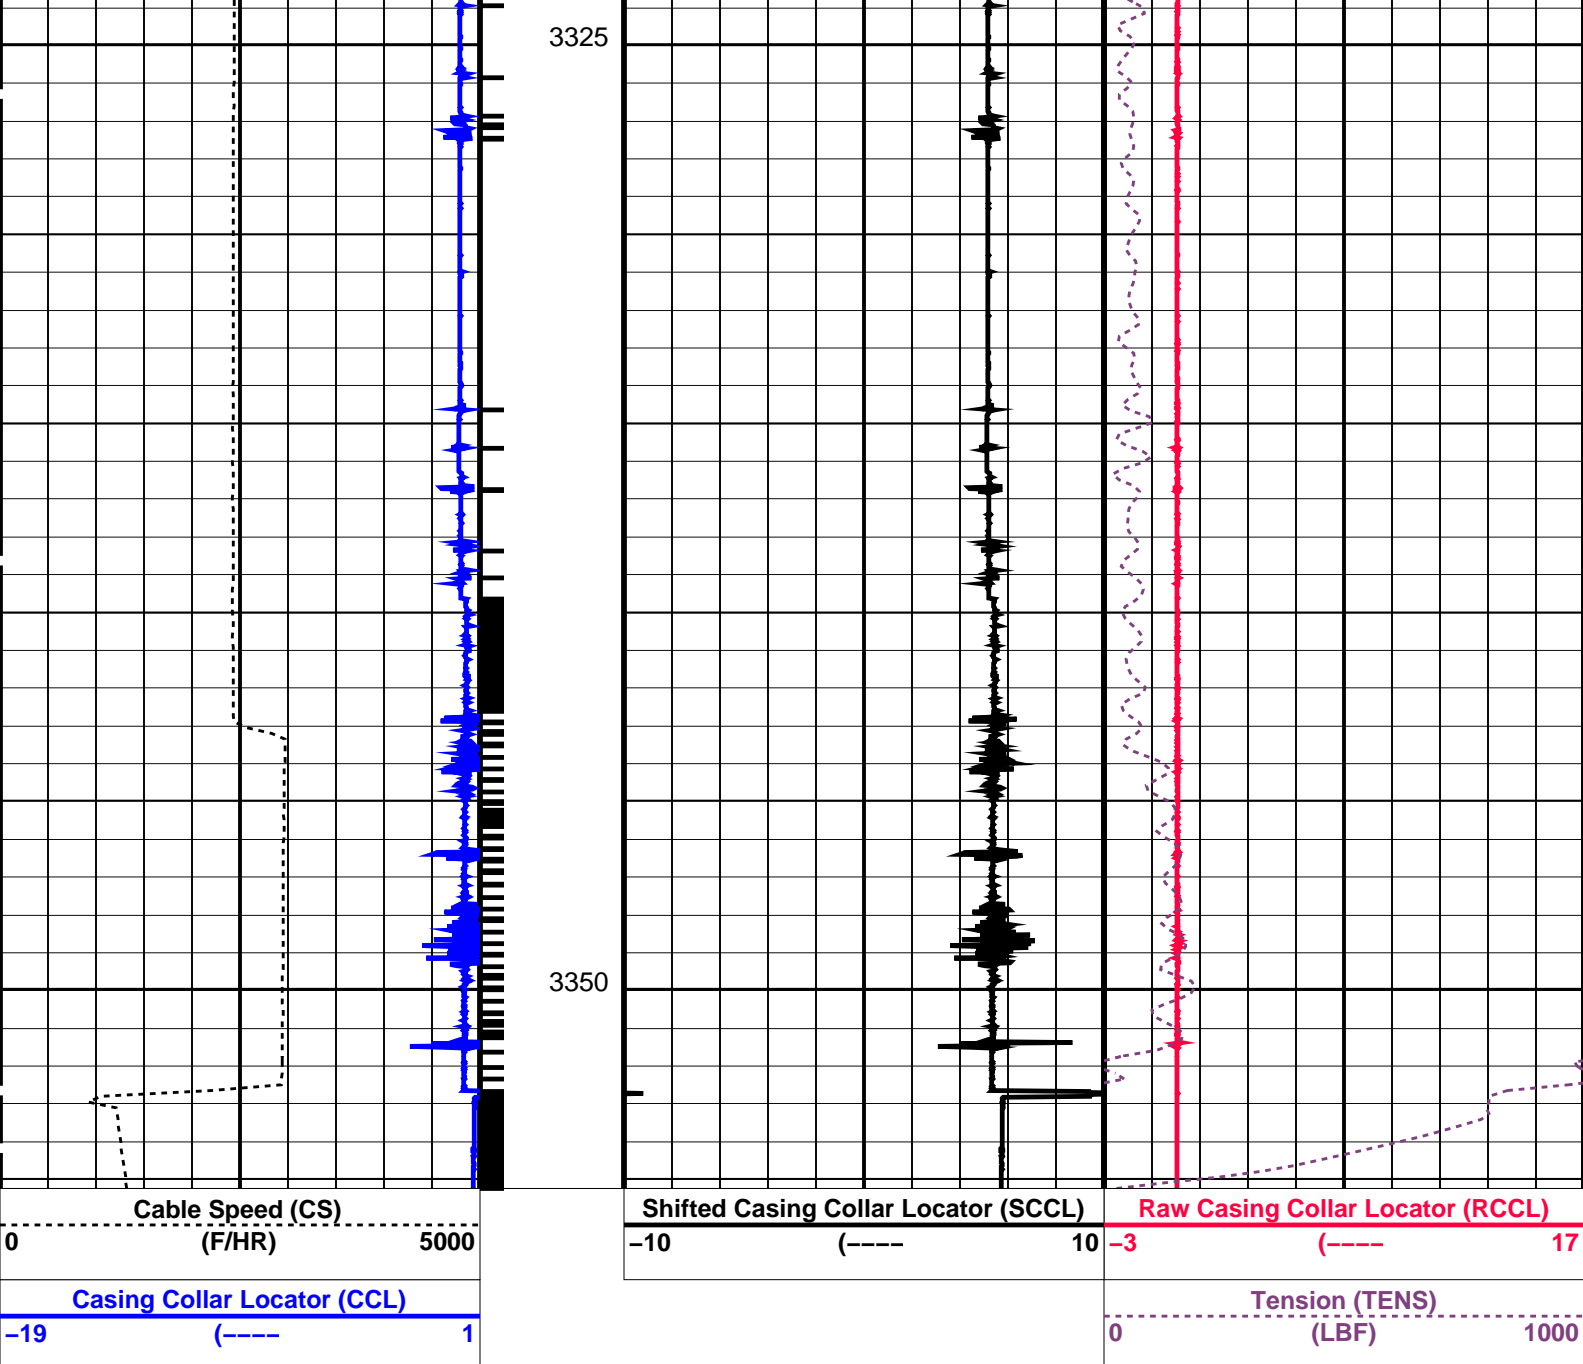 3325
3350
Cable Speed (CS)
0 (F/HR) 5000
Casing Collar Locator (CCL)
−19 (−−−− 1
Shifted Casing Collar Locator (SCCL)
−10 (−−−− 10
Raw Casing Collar Locator (RCCL)
−3 (−−−− 17
Tension (TENS)
0 (LBF) 1000